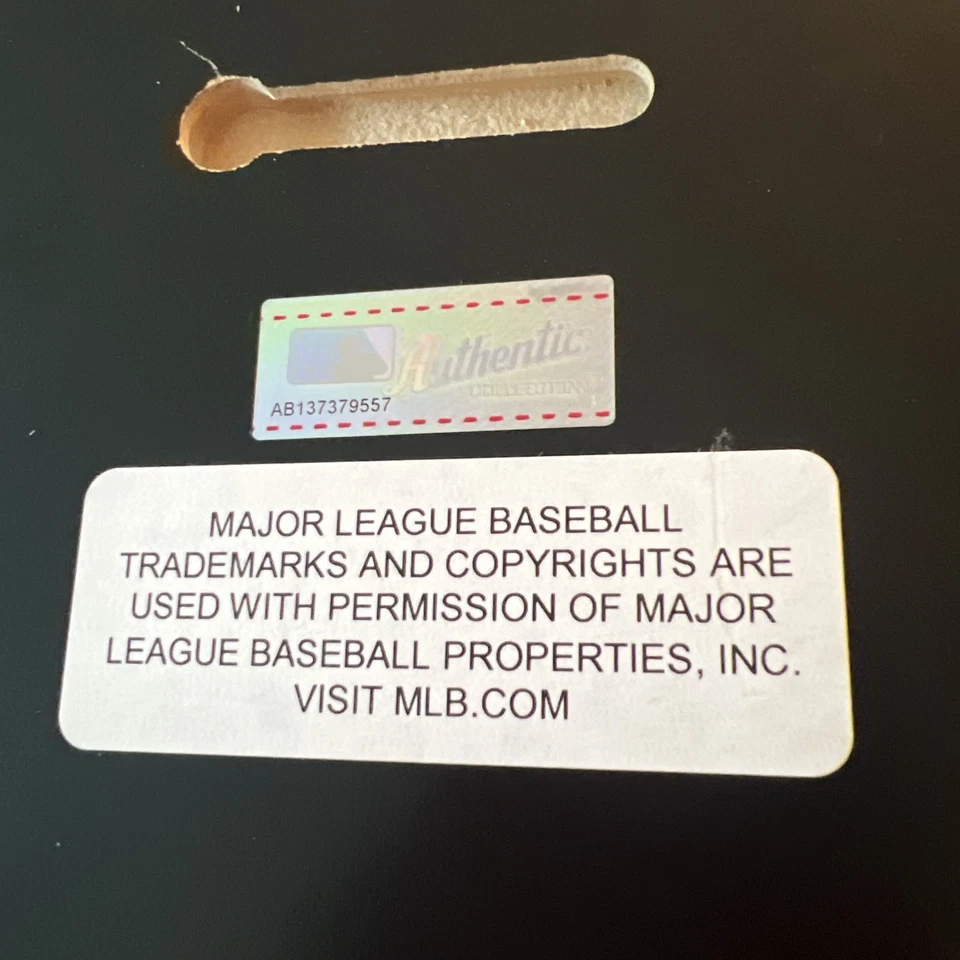 Authentic
COLLECTION
AB137379557
MAJOR LEAGUE BASEBALL
TRADEMARKS AND COPYRIGHTS ARE
USED WITH PERMISSION OF MAJOR
LEAGUE BASEBALL PROPERTIES, INC.
VISIT MLB.COM